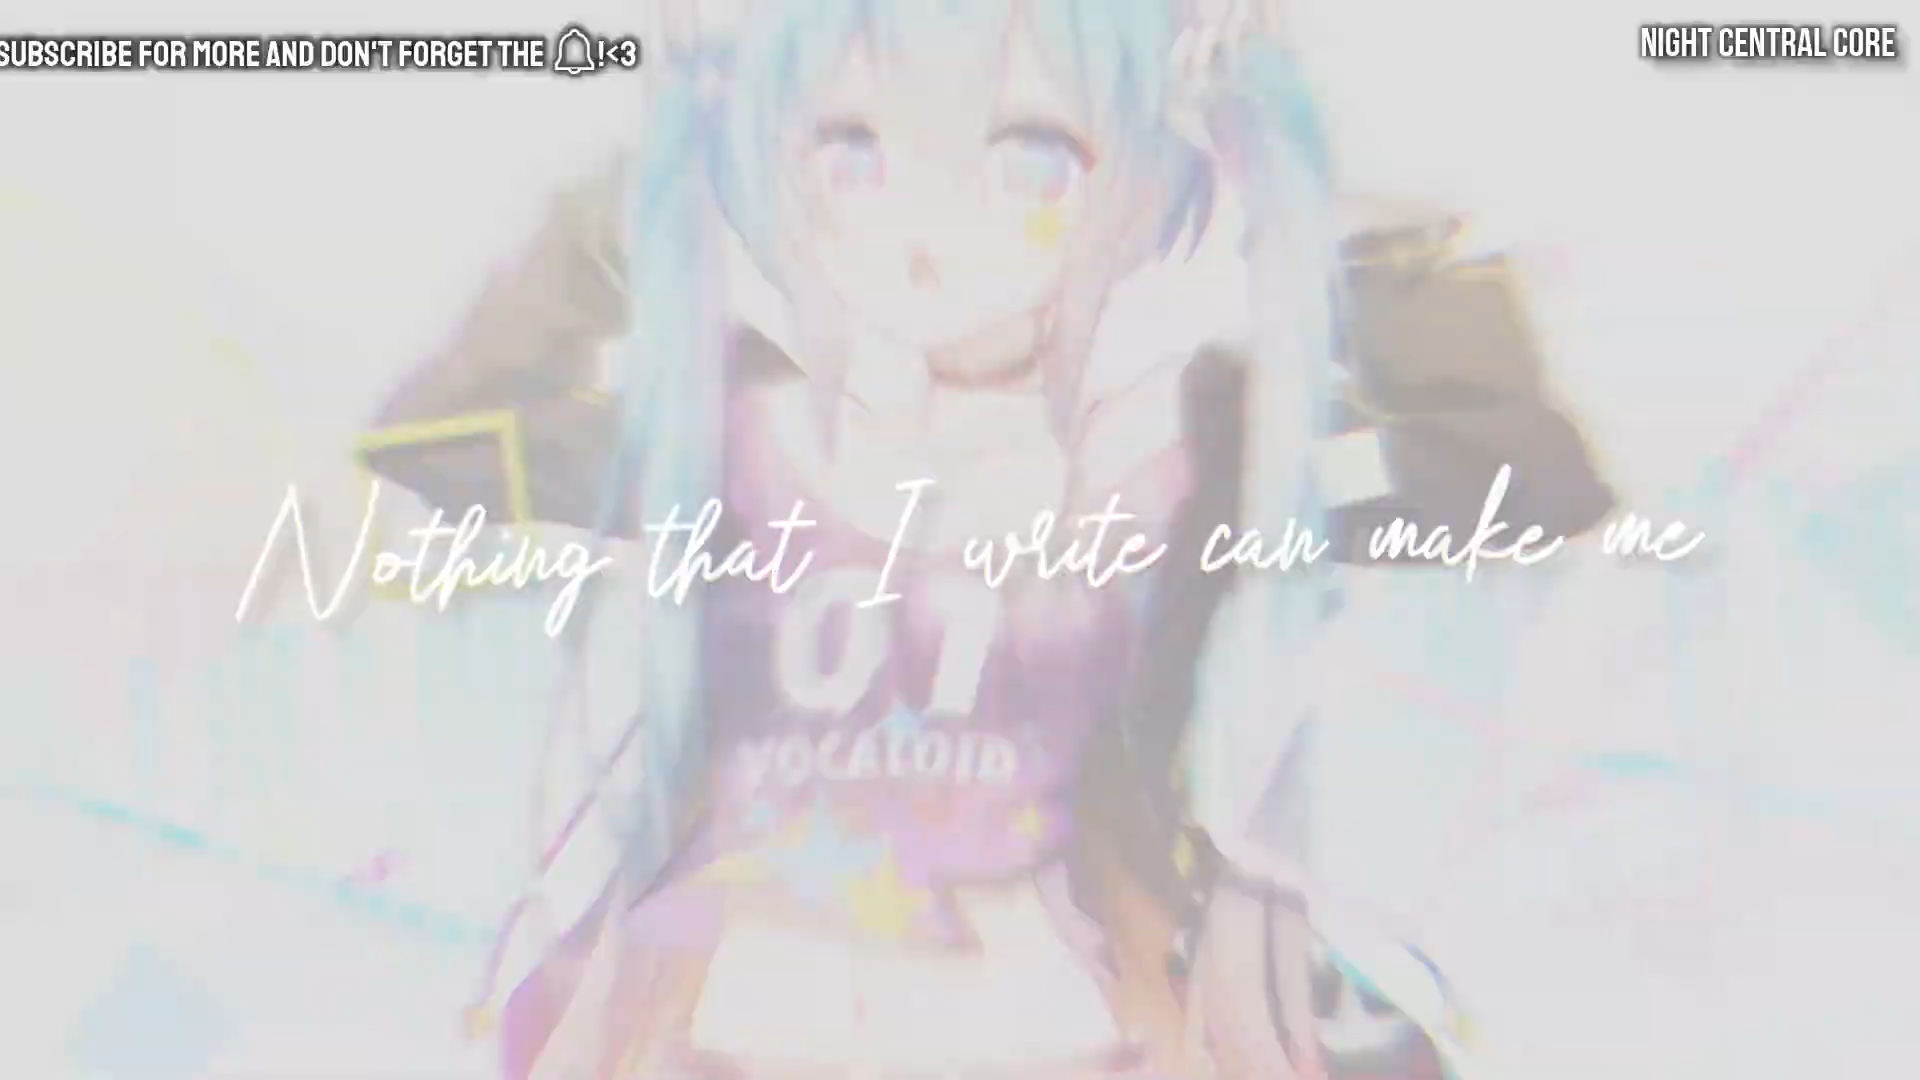 SUBSCRIBE FOR MORE AND DON'T FORGET THE 🔔!<3
NIGHT CENTRAL CORE
Nothing that I write can make me
01
VOCALOID